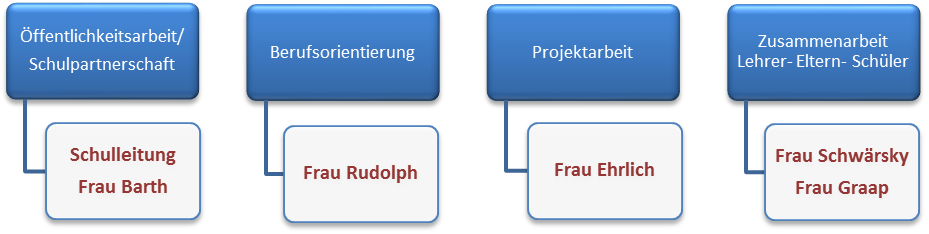 Öffentlichkeitsarbeit/
Schulpartnerschaft
Schulleitung
Frau Barth
Berufsorientierung
Frau Rudolph
Projektarbeit
Frau Ehrlich
Zusammenarbeit
Lehrer- Eltern- Schüler
Frau Schwärsky
Frau Graap